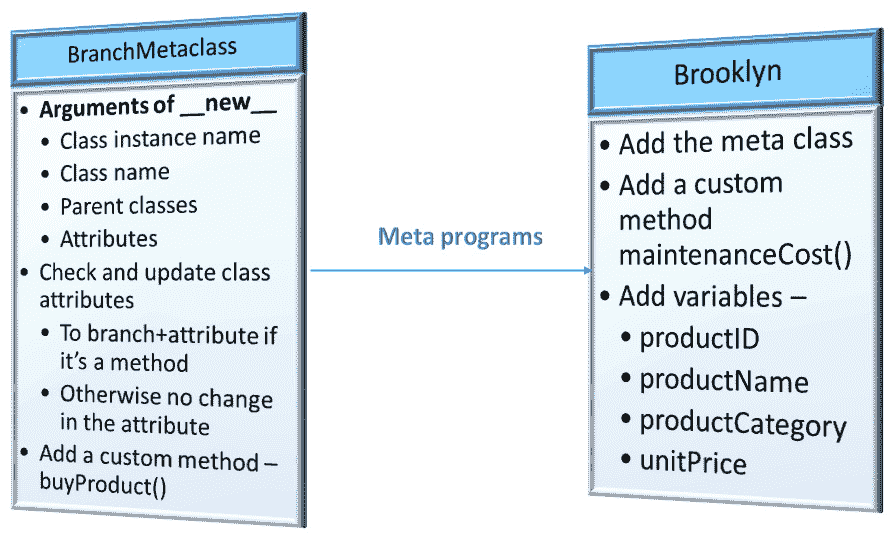 BranchMetaclass
• Arguments of __new__
• Class instance name
• Class name
• Parent classes
• Attributes
• Check and update class
attributes
• To branch+attribute if
it’s a method
• Otherwise no change
in the attribute
• Add a custom method –
buyProduct()
Meta programs
Brooklyn
• Add the meta class
• Add a custom
method
maintenanceCost()
• Add variables –
• productID
• productName
• productCategory
• unitPrice